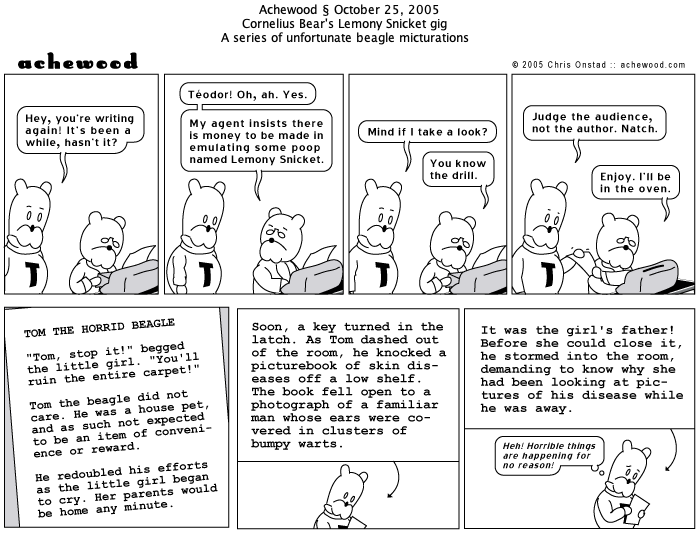 Achewood § October 25, 2005
Cornelius Bear's Lemony Snicket gig
A series of unfortunate beagle micturations
achewood
© 2005 Chris Onstad :: achewood.com
Hey, you're writing
again! It's been a
while, hasn't it?
Téodor! Oh, ah. Yes.
My agent insists there
is money to be made in
emulating some poop
named Lemony Snicket.
Mind if I take a look?
You know
the drill.
Judge the audience,
not the author. Natch.
Enjoy. I'll be
in the oven.
T
T
T
T
TOM THE HORRID BEAGLE
"Tom, stop it!" begged
the little girl. "You'll
ruin the entire carpet!"
Tom the beagle did not
care. He was a house pet,
and as such not expected
to be an item of conveni-
ence or reward.
He redoubled his efforts
as the little girl began
to cry. Her parents would
be home any minute.
Soon, a key turned in the
latch. As Tom dashed out
of the room, he knocked a
picturebook of skin dis-
eases off a low shelf.
The book fell open to a
photograph of a familiar
man whose ears were co-
vered in clusters of
bumpy warts.
It was the girl's father!
Before she could close it,
he stormed into the room,
demanding to know why she
had been looking at pic-
tures of his disease while
he was away.
Heh! Horrible things
are happening for
no reason!